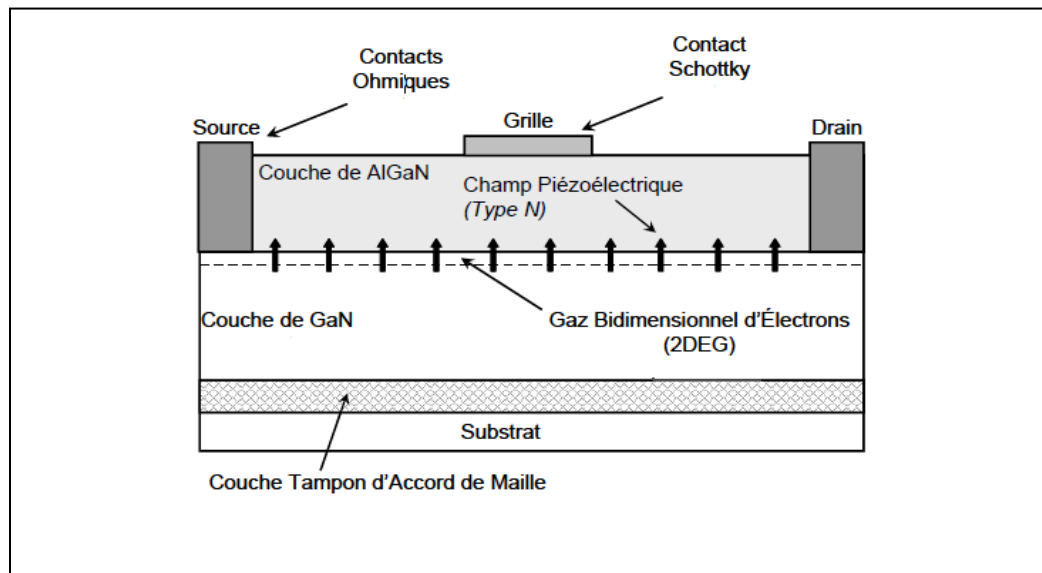 Contacts
Ohmiques
Contact
Schottky
Source
Grille
Drain
Couche de AlGaN
Champ Piézoélectrique
(Type N)
Couche de GaN
Gaz Bidimensionnel d'Électrons
(2DEG)
Substrat
Couche Tampon d'Accord de Maille